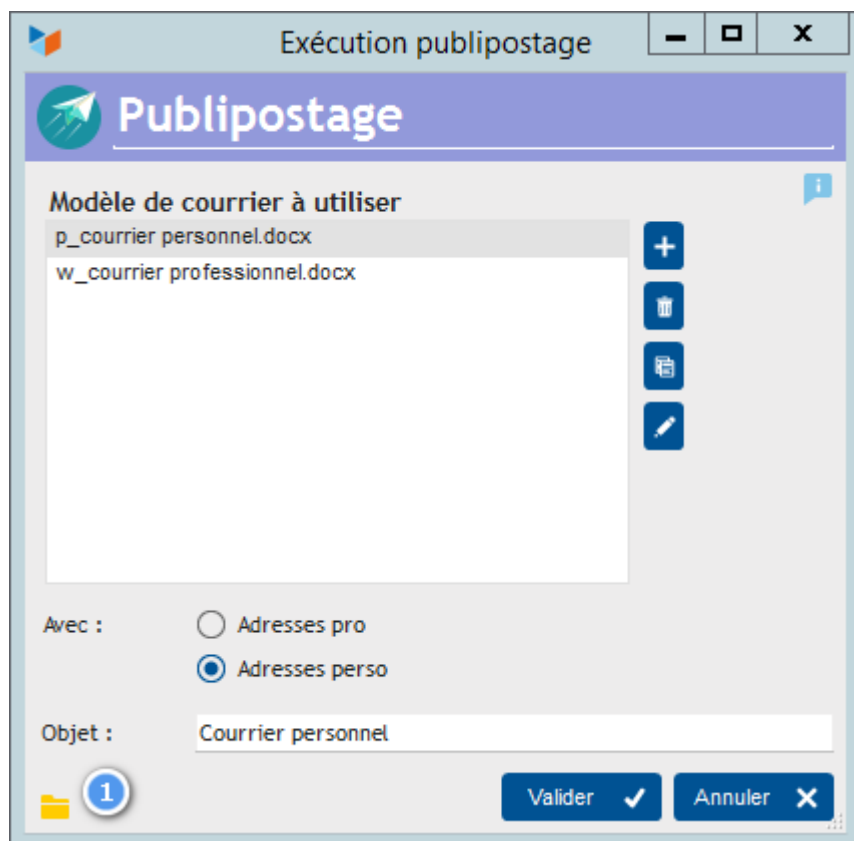 Exécution publipostage
Publipostage
Modèle de courrier à utiliser
p_courrier personnel.docx
w_courrier professionnel.docx
Avec :
Adresses pro
Adresses perso
Objet :
Courrier personnel
1
Valider
Annuler